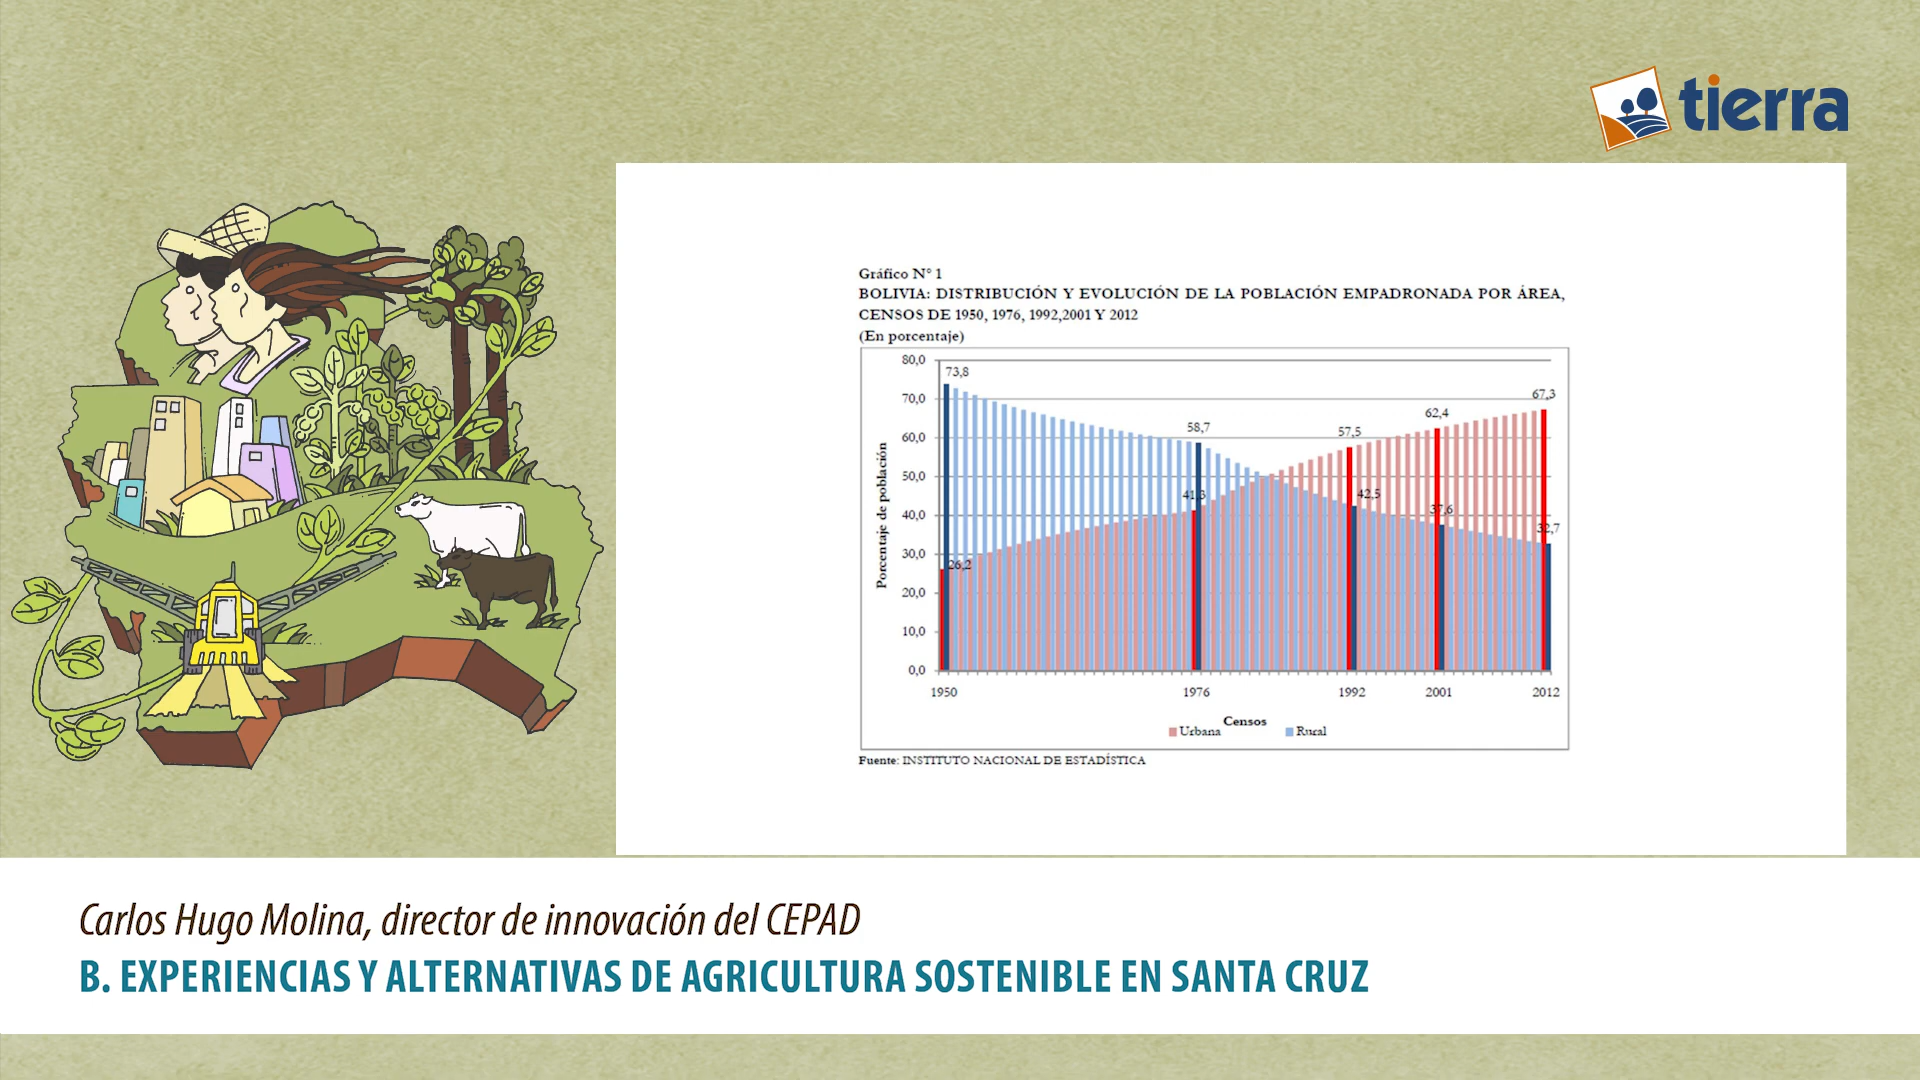 tierra
Gráfico N° 1
BOLIVIA: DISTRIBUCIÓN Y EVOLUCIÓN DE LA POBLACIÓN EMPADRONADA POR ÁREA,
CENSOS DE 1950, 1976, 1992,2001 Y 2012
(En porcentaje)
80,0
70,0
60,0
50,0
40,0
30,0
20,0
10,0
0,0
Porcentaje de población
73,8
26,2
58,7
41,3
57,5
42,5
62,4
37,6
67,3
32,7
1950
1976
1992
2001
2012
Censos
Urbana
Rural
Fuente: INSTITUTO NACIONAL DE ESTADÍSTICA
Carlos Hugo Molina, director de innovación del CEPAD
B. EXPERIENCIAS Y ALTERNATIVAS DE AGRICULTURA SOSTENIBLE EN SANTA CRUZ